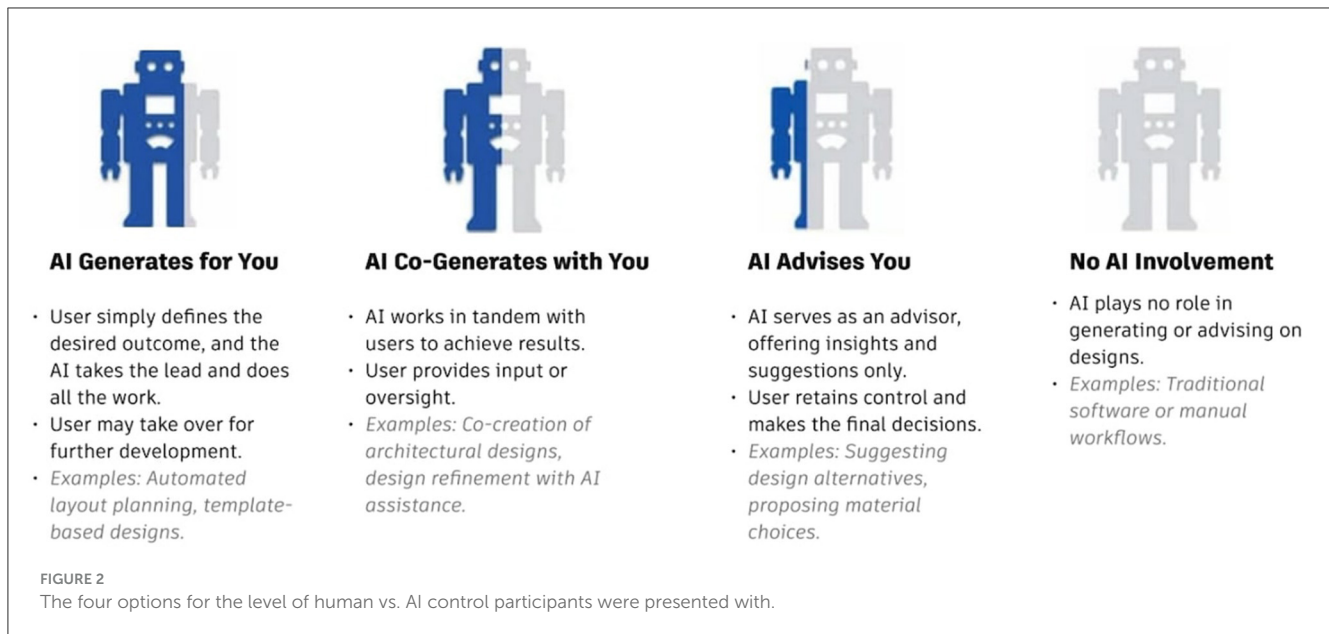 AI Generates for You
• User simply defines the
desired outcome, and the
AI takes the lead and does
all the work.
• User may take over for
further development.
• Examples: Automated
layout planning, template-
based designs.
AI Co-Generates with You
• AI works in tandem with
users to achieve results.
• User provides input or
oversight.
• Examples: Co-creation of
architectural designs,
design refinement with AI
assistance.
AI Advises You
• AI serves as an advisor,
offering insights and
suggestions only.
• User retains control and
makes the final decisions.
• Examples: Suggesting
design alternatives,
proposing material
choices.
No AI Involvement
• AI plays no role in
generating or advising on
designs.
• Examples: Traditional
software or manual
workflows.
FIGURE 2
The four options for the level of human vs. AI control participants were presented with.